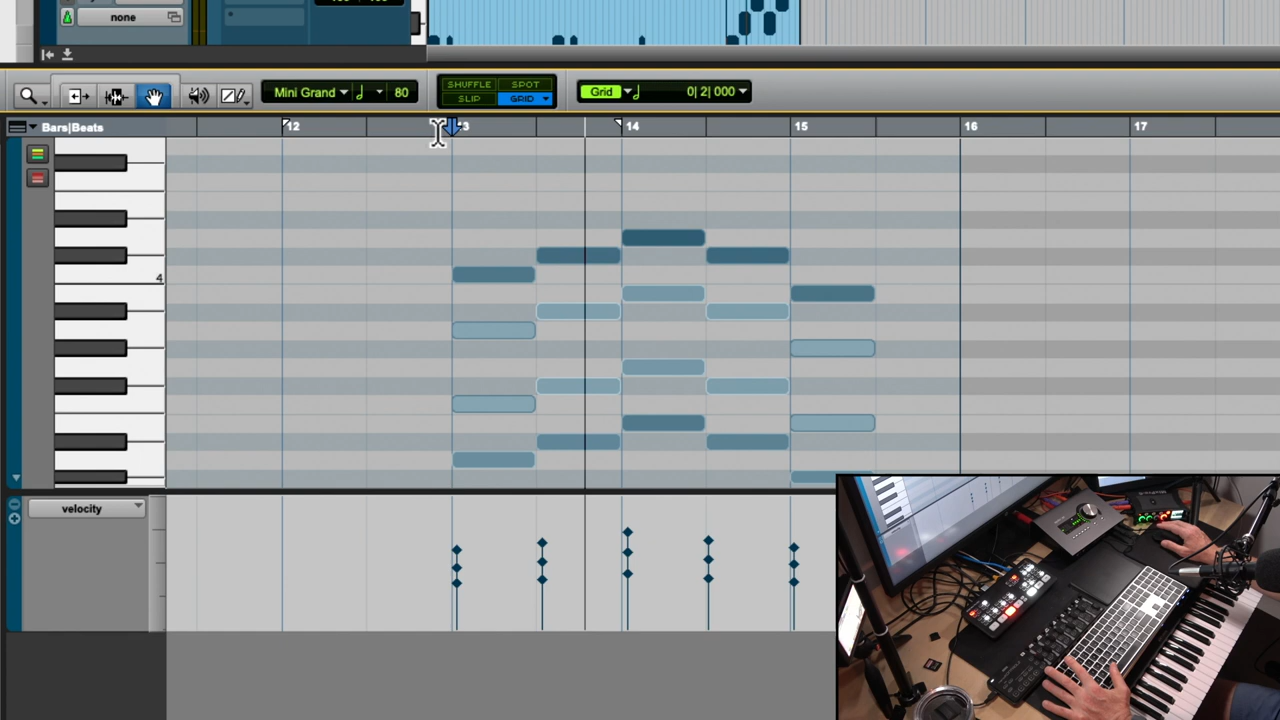 none
Mini Grand 80
SHUFFLE SPOT
SLIP GRID
Grid 0| 2| 000
Bars|Beats
12 3 14 15 16 17
4
velocity